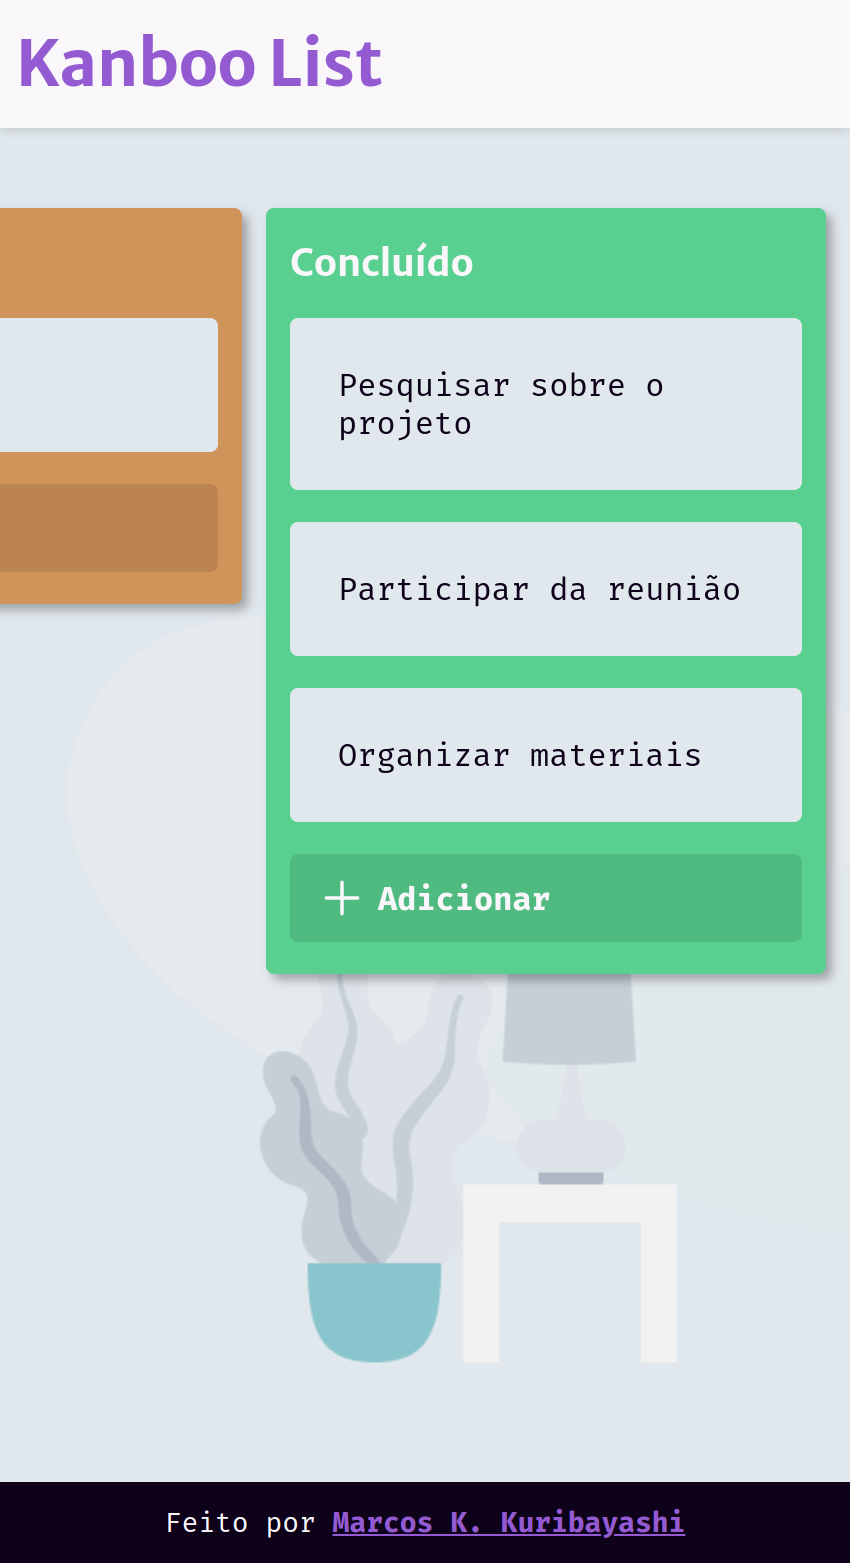 Kanboo List
Concluído
Pesquisar sobre o
projeto
Participar da reunião
Organizar materiais
Adicionar
Feito por Marcos K. Kuribayashi